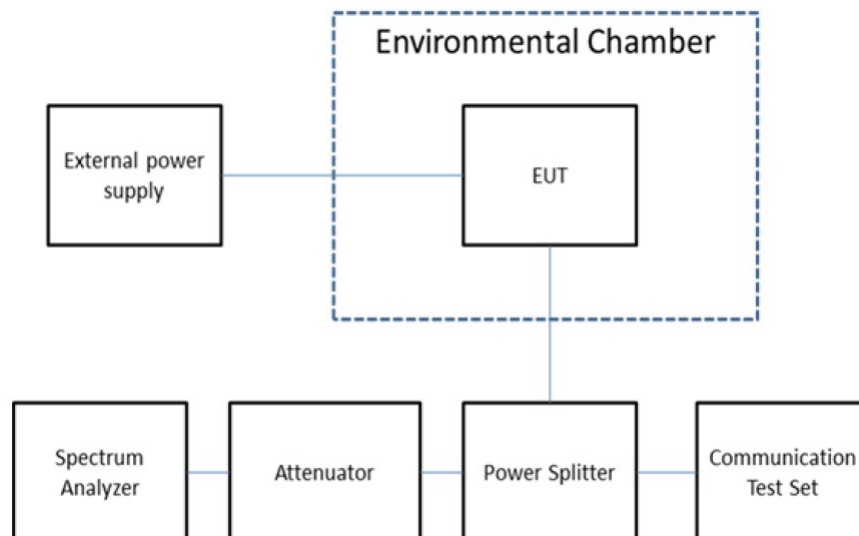 Environmental Chamber
External power
supply
EUT
Spectrum
Analyzer
Attenuator
Power Splitter
Communication
Test Set